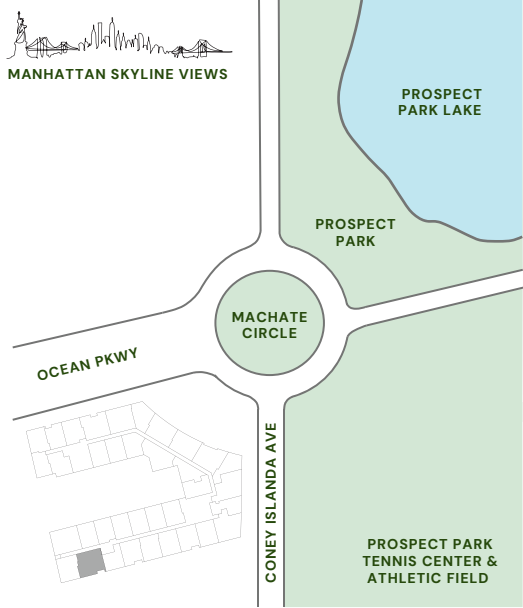 MANHATTAN SKYLINE VIEWS
PROSPECT
PARK LAKE
PROSPECT
PARK
MACHATE
CIRCLE
OCEAN PKWY
CONEY ISLANDA AVE
PROSPECT PARK
TENNIS CENTER &
ATHLETIC FIELD